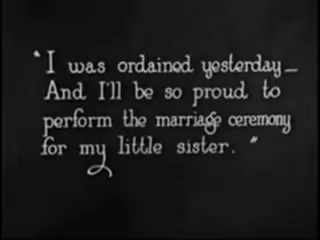 "I was ordained yesterday—
And I'll be so proud to
perform the marriage ceremony
for my little sister."